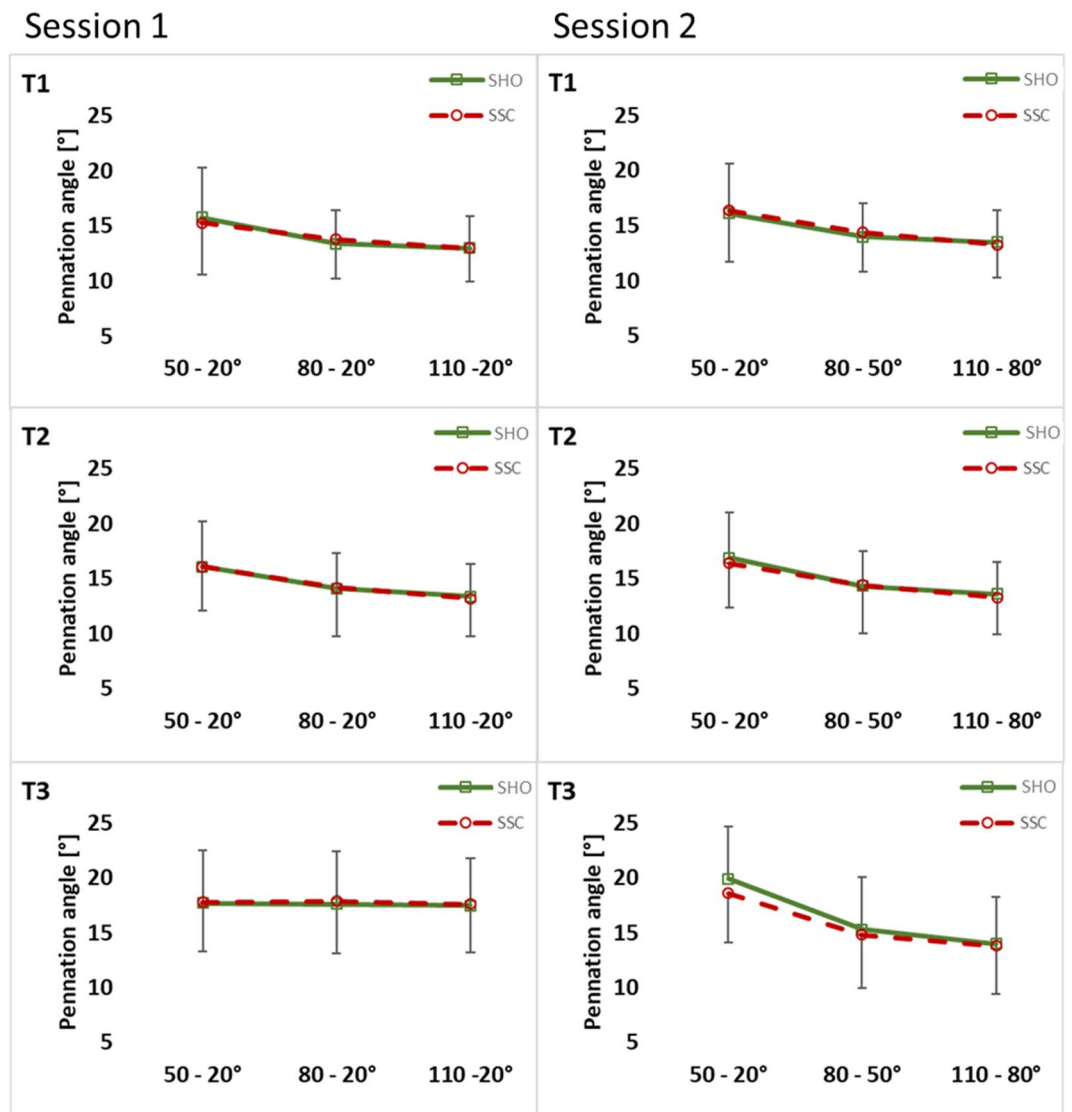 Session 1
Session 2
T1
SHO
SSC
Pennation angle [°]
25
20
15
10
5
50 - 20° 80 - 20° 110 -20°
T1
SHO
SSC
Pennation angle [°]
25
20
15
10
5
50 - 20° 80 - 50° 110 - 80°
T2
SHO
SSC
Pennation angle [°]
25
20
15
10
5
50 - 20° 80 - 20° 110 -20°
T2
SHO
SSC
Pennation angle [°]
25
20
15
10
5
50 - 20° 80 - 50° 110 - 80°
T3
SHO
SSC
Pennation angle [°]
25
20
15
10
5
50 - 20° 80 - 20° 110 -20°
T3
SHO
SSC
Pennation angle [°]
25
20
15
10
5
50 - 20° 80 - 50° 110 - 80°